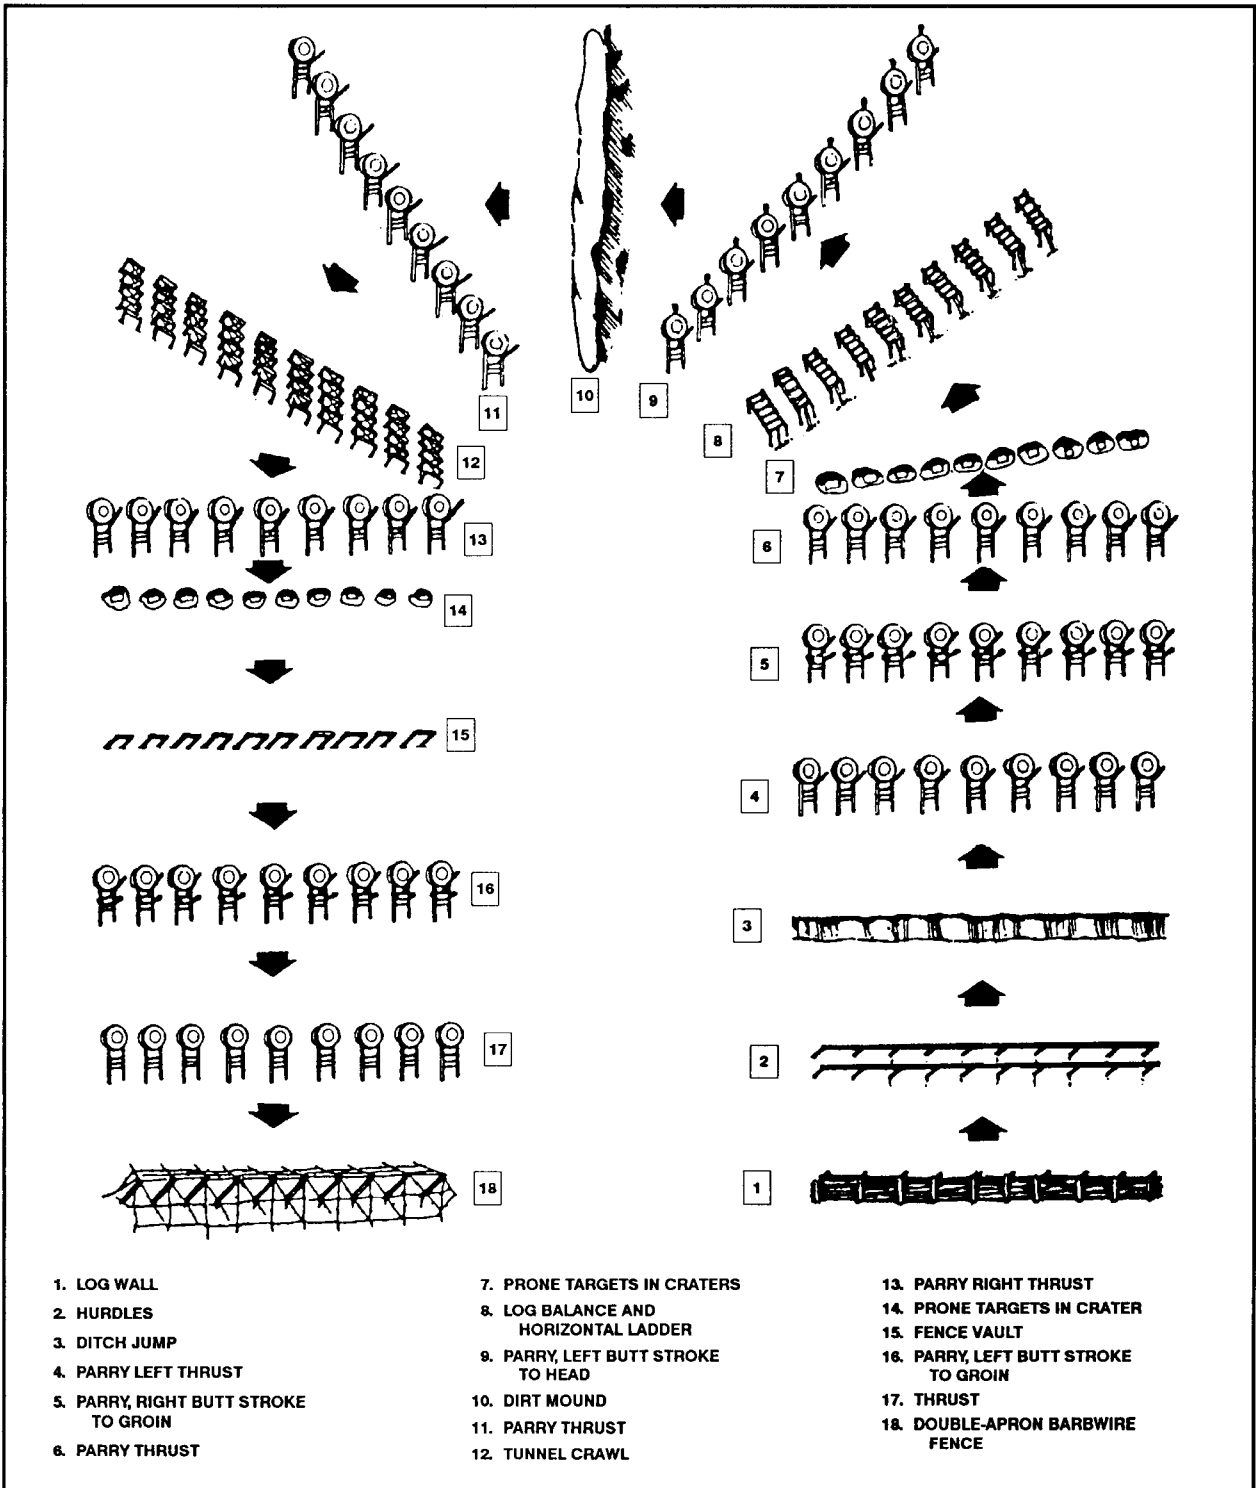 10
9
11
8
12
7
13
6
14
5
15
4
16
3
17
2
18
1
1. LOG WALL
2. HURDLES
3. DITCH JUMP
4. PARRY LEFT THRUST
5. PARRY, RIGHT BUTT STROKE
TO GROIN
6. PARRY THRUST
7. PRONE TARGETS IN CRATERS
8. LOG BALANCE AND
HORIZONTAL LADDER
9. PARRY, LEFT BUTT STROKE
TO HEAD
10. DIRT MOUND
11. PARRY THRUST
12. TUNNEL CRAWL
13. PARRY RIGHT THRUST
14. PRONE TARGETS IN CRATER
15. FENCE VAULT
16. PARRY, LEFT BUTT STROKE
TO GROIN
17. THRUST
18. DOUBLE-APRON BARBWIRE
FENCE